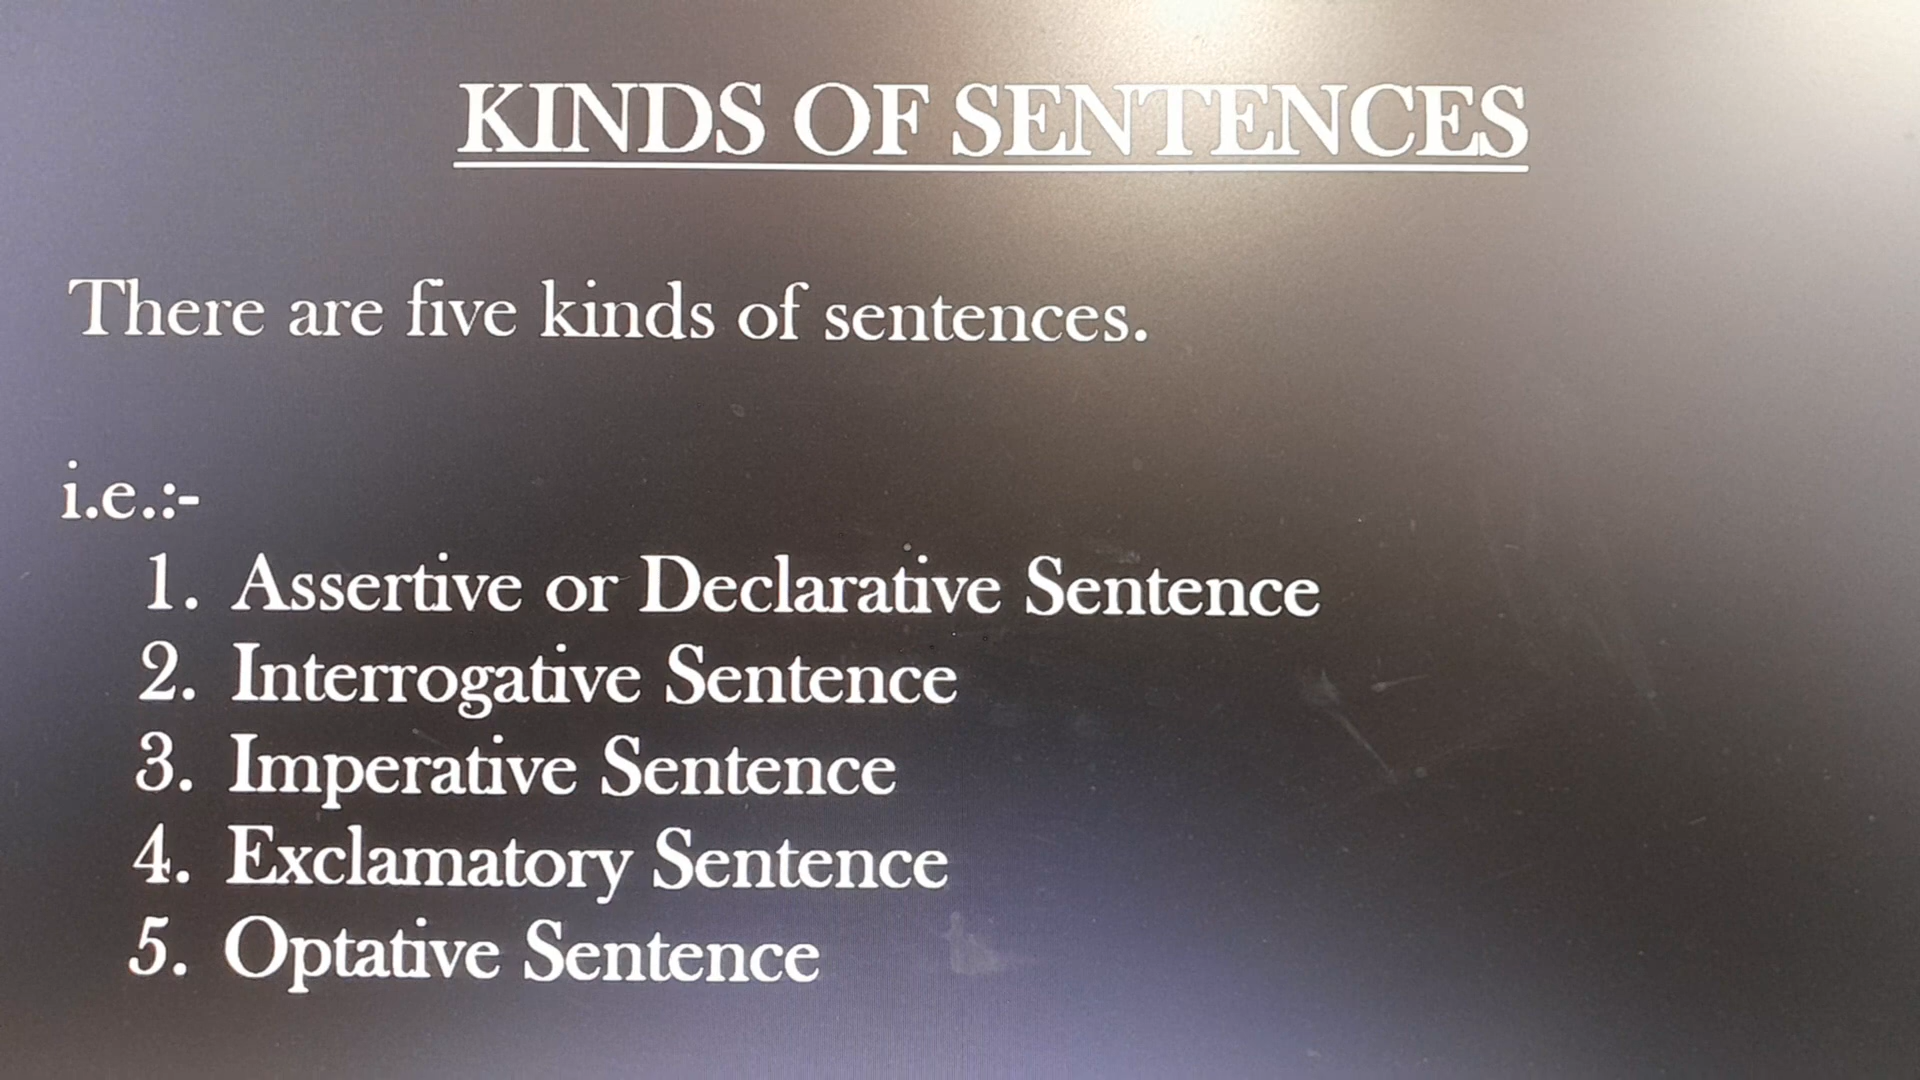 KINDS OF SENTENCES
There are five kinds of sentences.
i.e.:-
1. Assertive or Declarative Sentence
2. Interrogative Sentence
3. Imperative Sentence
4. Exclamatory Sentence
5. Optative Sentence